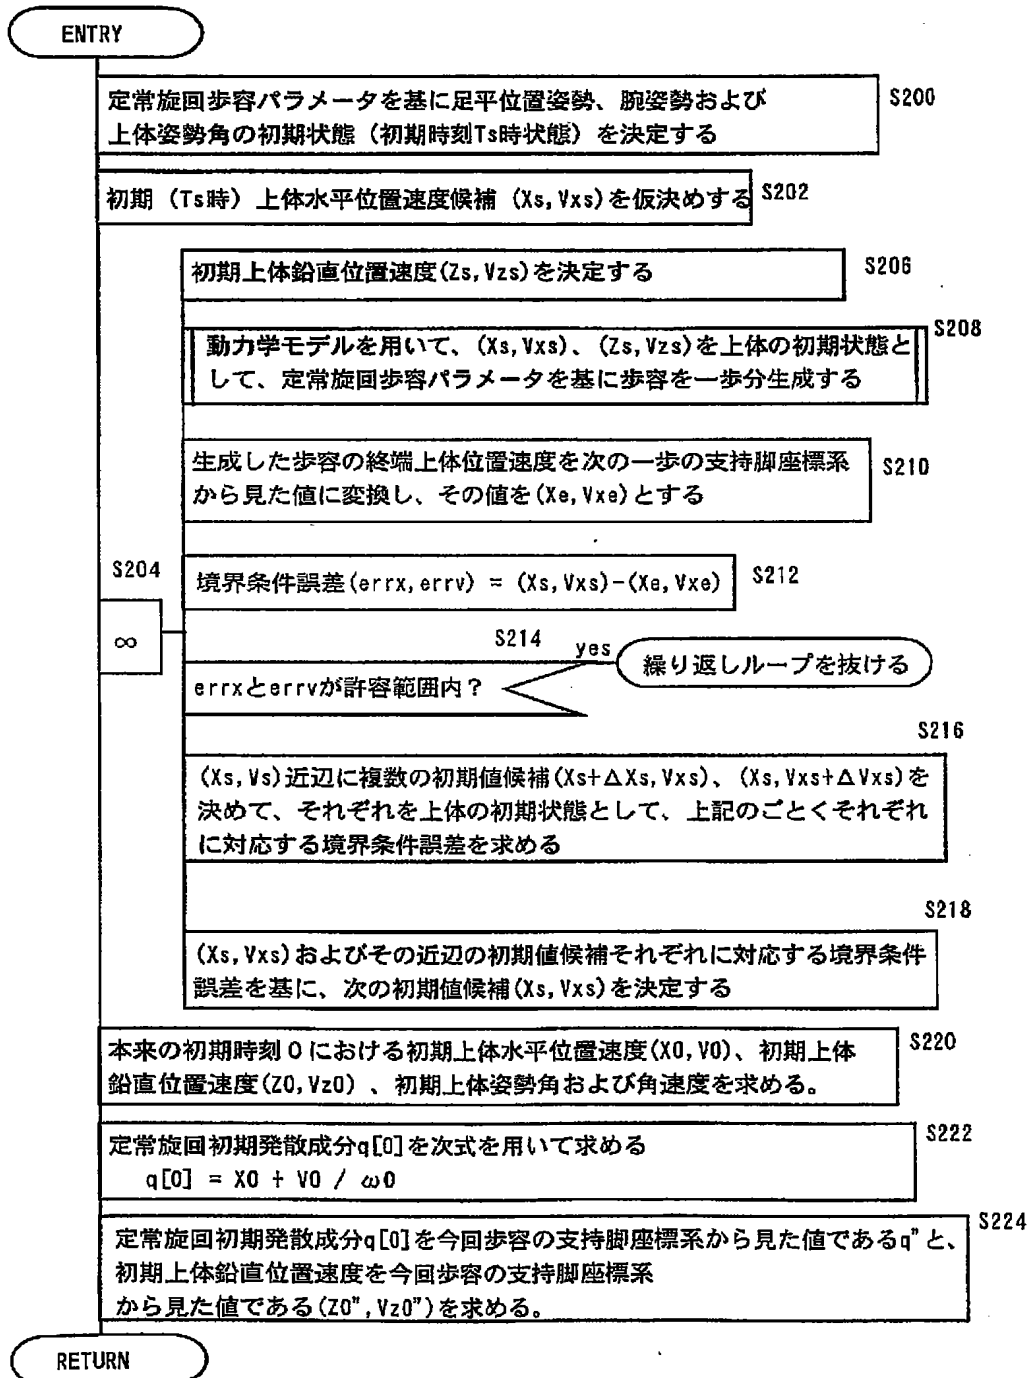 ENTRY
定常旋回歩容パラメータを基に足平位置姿勢、腕姿勢および
上体姿勢角の初期状態（初期時刻Ts時状態）を決定する
S200
初期（Ts時）上体水平位置速度候補（Xs,Vxs)を仮決めする
S202
初期上体鉛直位置速度(Zs,Vzs)を決定する
S206
動力学モデルを用いて、(Xs,Vxs)、(Zs,Vzs)を上体の初期状態と
して、定常旋回歩容パラメータを基に歩容を一歩分生成する
S208
生成した歩容の終端上体位置速度を次の一歩の支持脚座標系
から見た値に変換し、その値を(Xe,Vxe)とする
S210
S204
∞
境界条件誤差(errx,errv) = (Xs,Vxs)-(Xe,Vxe)
S212
S214
yes
errxとerrvが許容範囲内？
繰り返しループを抜ける
S216
(Xs,Vs)近辺に複数の初期値候補(Xs+ΔXs,Vxs)、(Xs,Vxs+ΔVxs)を
決めて、それぞれを上体の初期状態として、上記のごとくそれぞれ
に対応する境界条件誤差を求める
S218
(Xs,Vxs)およびその近辺の初期値候補それぞれに対応する境界条件
誤差を基に、次の初期値候補(Xs,Vxs)を決定する
本来の初期時刻0における初期上体水平位置速度(X0,V0)、初期上体
鉛直位置速度(Z0,Vz0)、初期上体姿勢角および角速度を求める。
S220
定常旋回初期発散成分q[0]を次式を用いて求める
q[0] = X0 + V0 / ω0
S222
定常旋回初期発散成分q[0]を今回歩容の支持脚座標系から見た値であるq"と、
初期上体鉛直位置速度を今回歩容の支持脚座標系
から見た値である(Z0",Vz0")を求める。
S224
RETURN